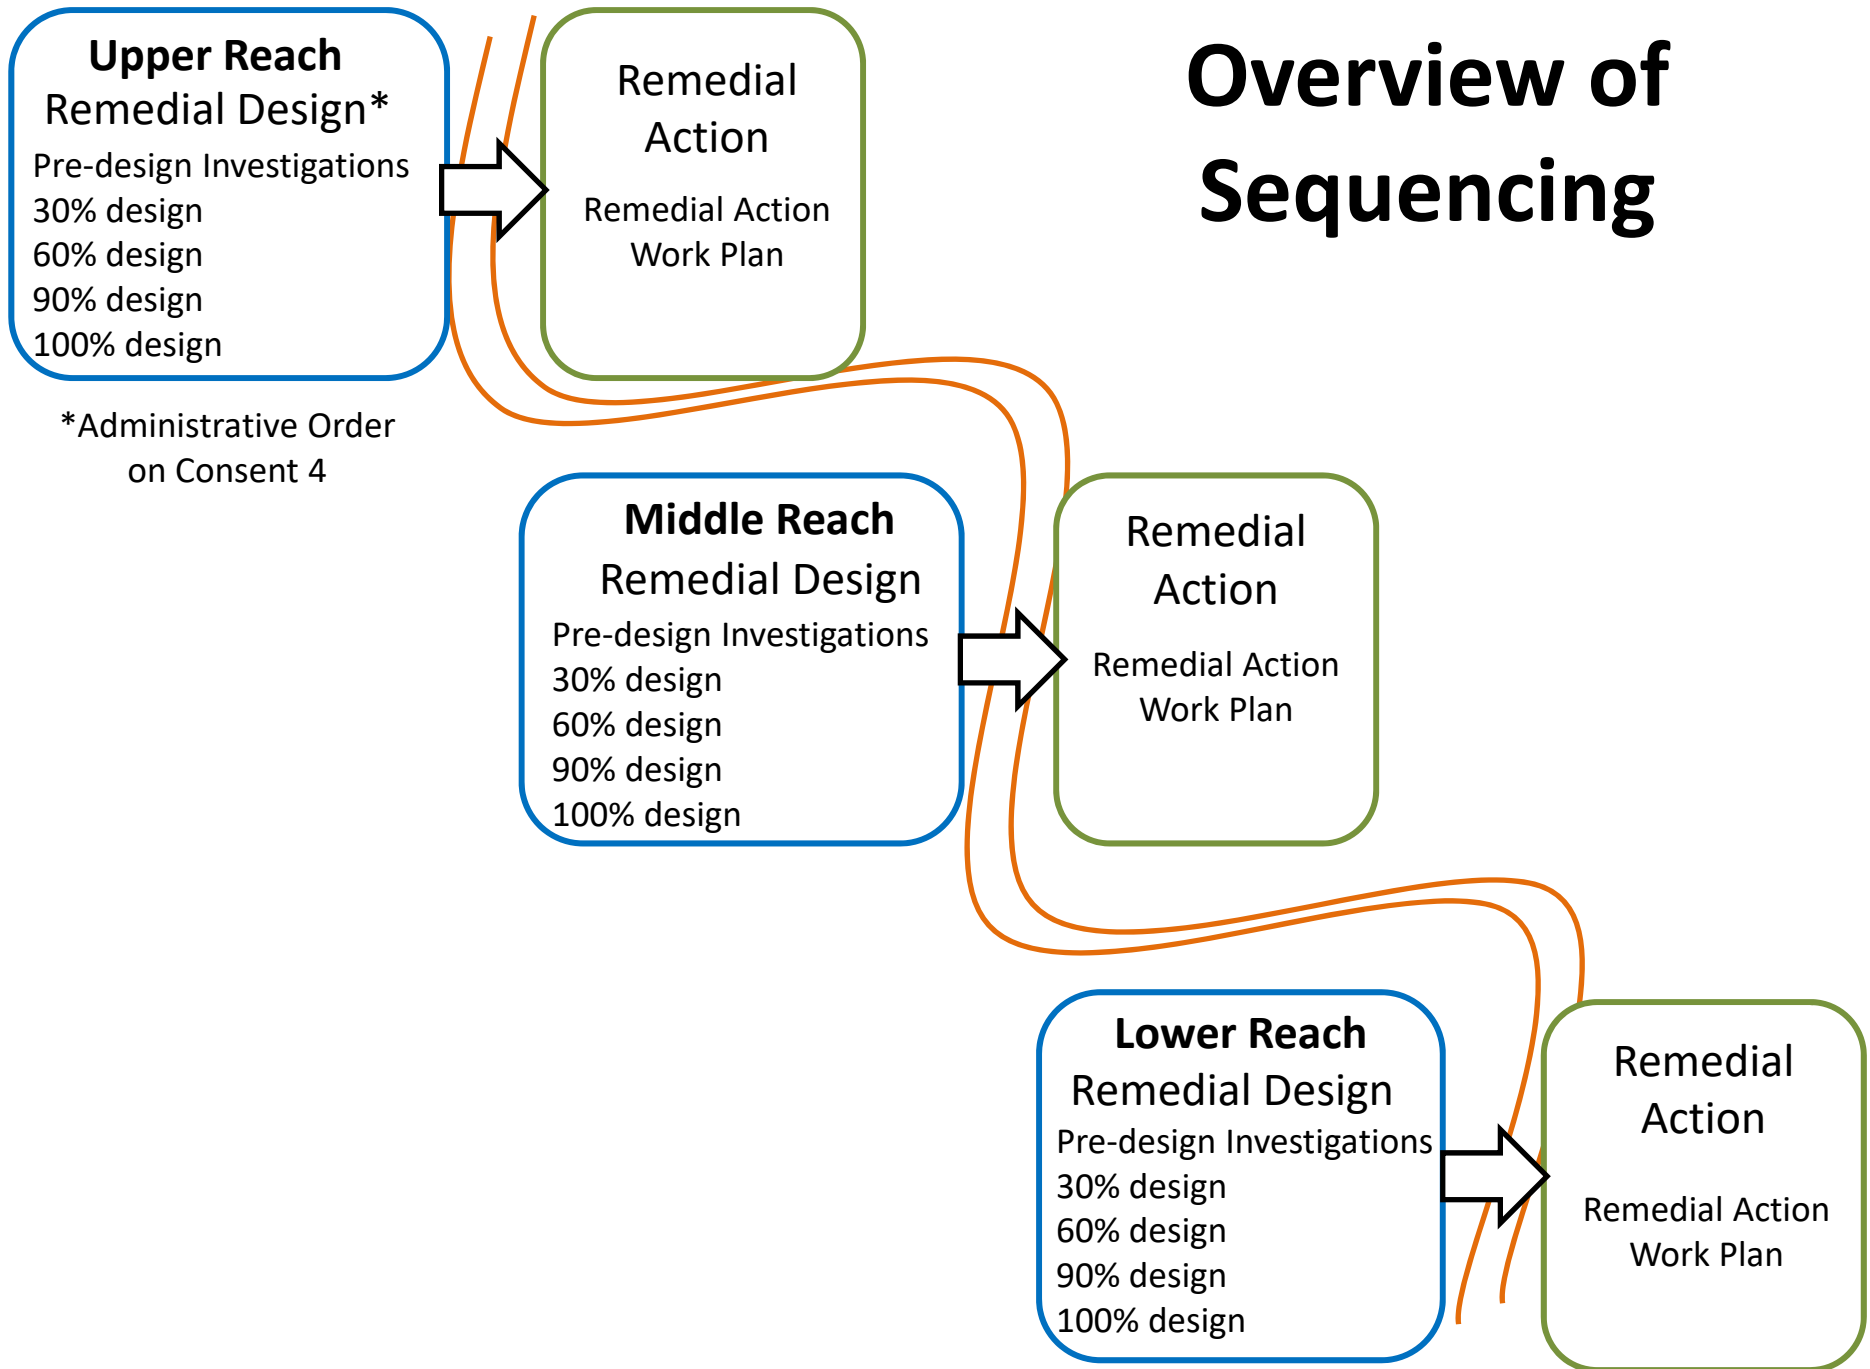 Overview of
Sequencing
Upper Reach
Remedial Design*
Pre-design Investigations
30% design
60% design
90% design
100% design
*Administrative Order
on Consent 4
Remedial
Action
Remedial Action
Work Plan
Middle Reach
Remedial Design
Pre-design Investigations
30% design
60% design
90% design
100% design
Remedial
Action
Remedial Action
Work Plan
Lower Reach
Remedial Design
Pre-design Investigations
30% design
60% design
90% design
100% design
Remedial
Action
Remedial Action
Work Plan